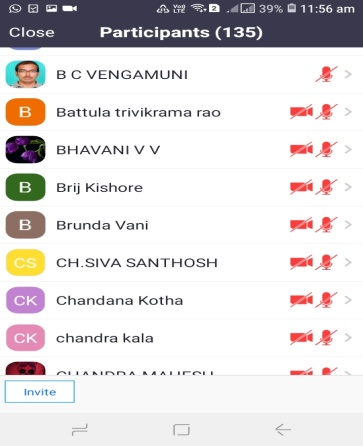 39% 11:56 am
Close Participants (135)
B C VENGAMUNI
B Battula trivikrama rao
BHAVANI V V
B Brij Kishore
B Brunda Vani
CS CH.SIVA SANTHOSH
CK Chandana Kotha
CK chandra kala
CHANDRA MAHESH
Invite